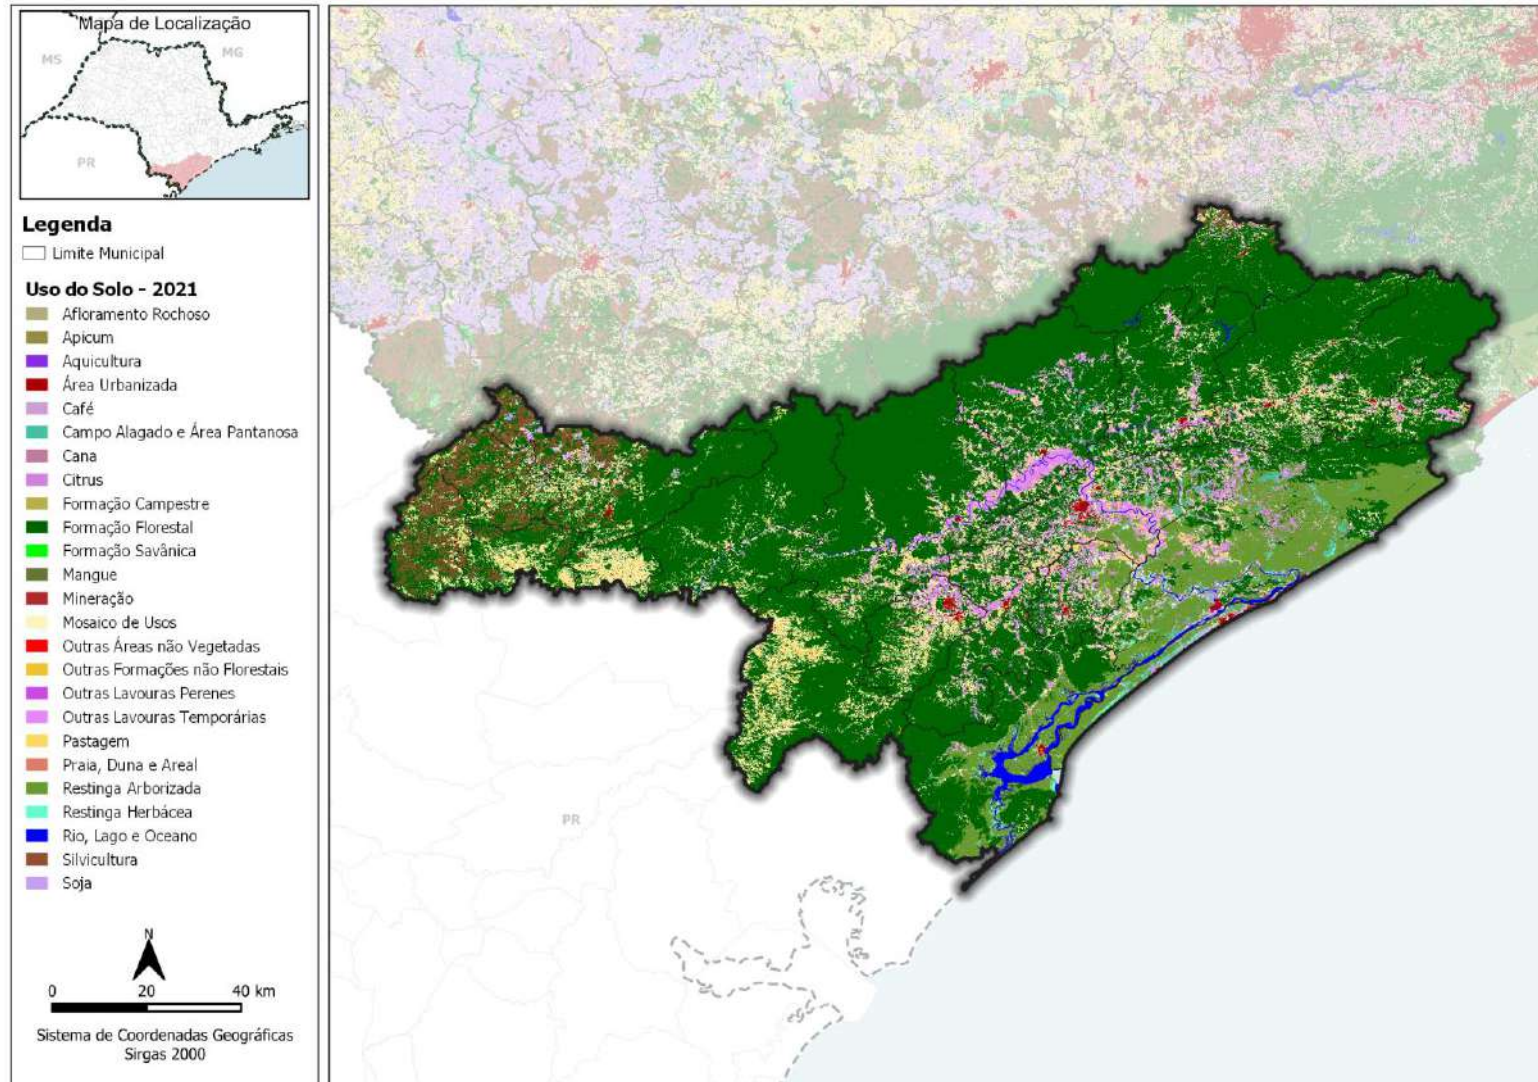 Mapa de Localização
MS
MG
PR
Legenda
Limite Municipal
Uso do Solo - 2021
Afloramento Rochoso
Apicum
Aquicultura
Área Urbanizada
Café
Campo Alagado e Área Pantanosa
Cana
Citrus
Formação Campestre
Formação Florestal
Formação Savânica
Mangue
Mineração
Mosaico de Usos
Outras Áreas não Vegetadas
Outras Formações não Florestais
Outras Lavouras Perenes
Outras Lavouras Temporárias
Pastagem
Praia, Duna e Areal
Restinga Arborizada
Restinga Herbácea
Rio, Lago e Oceano
Silvicultura
Soja
N
0 20 40 km
Sistema de Coordenadas Geográficas
Sirgas 2000
PR